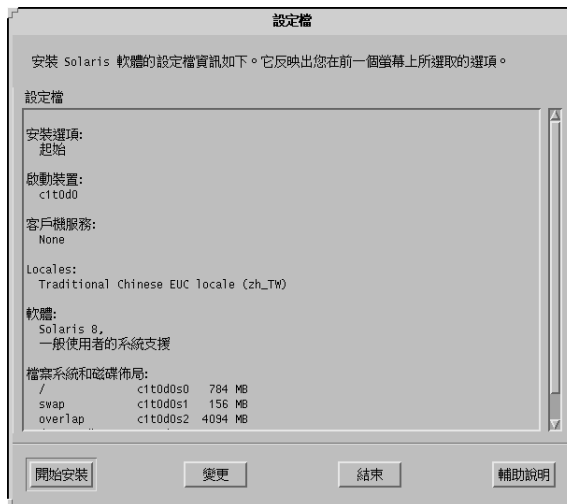 設定檔
安裝 Solaris 軟體的設定檔資訊如下。它反映出您在前一個螢幕上所選取的選項。
設定檔
安裝選項:
起始
啟動裝置:
c1t0d0
客戶機服務:
None
Locales:
Traditional Chinese EUC locale (zh_TW)
軟體:
Solaris 8,
一般使用者的系統支援
檔案系統和磁碟佈局:
/ c1t0d0s0 784 MB
swap c1t0d0s1 156 MB
overlap c1t0d0s2 4094 MB
開始安裝 變更 結束 輔助說明